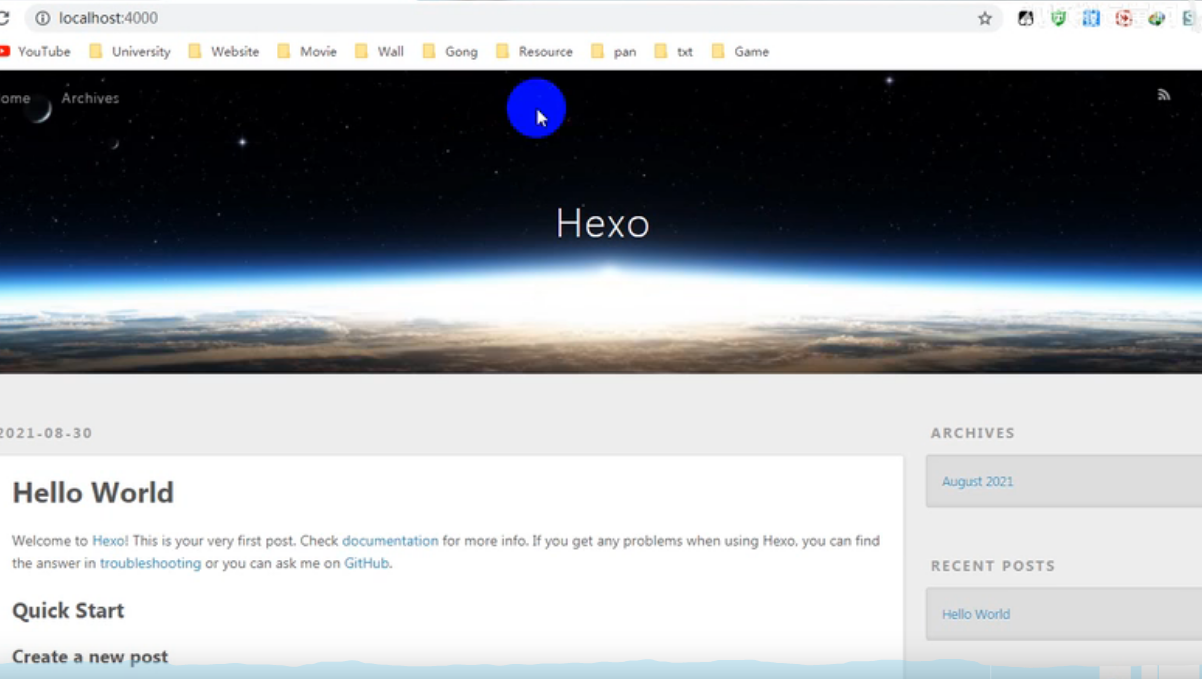 localhost:4000
YouTube University Website Movie Wall Gong Resource pan txt Game
ome Archives
Hexo
2021-08-30
Hello World
Welcome to Hexo! This is your very first post. Check documentation for more info. If you get any problems when using Hexo, you can find
the answer in troubleshooting or you can ask me on GitHub.
Quick Start
Create a new post
ARCHIVES
August 2021
RECENT POSTS
Hello World